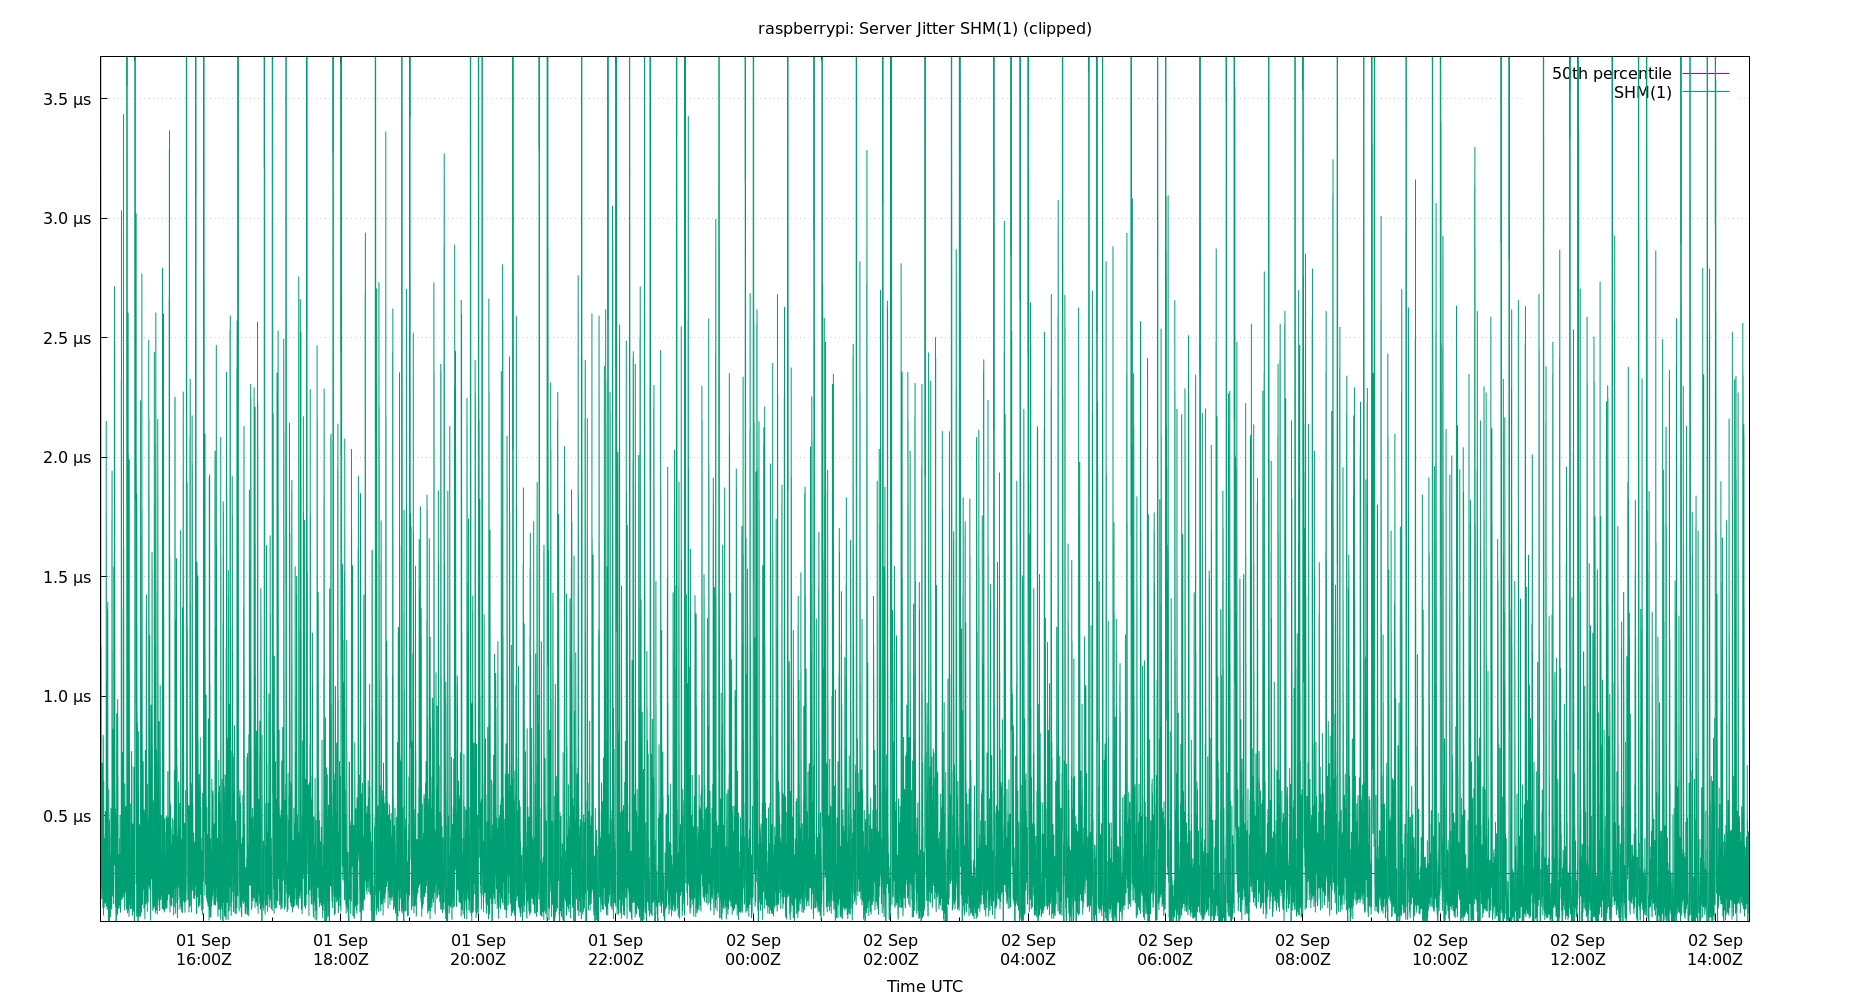 raspberrypi: Server Jitter SHM(1) (clipped)
50th percentile
SHM(1)
3.5 μs
3.0 μs
2.5 μs
2.0 μs
1.5 μs
1.0 μs
0.5 μs
01 Sep 01 Sep 01 Sep 01 Sep 02 Sep 02 Sep 02 Sep 02 Sep 02 Sep 02 Sep 02 Sep 02 Sep
16:00Z 18:00Z 20:00Z 22:00Z 00:00Z 02:00Z 04:00Z 06:00Z 08:00Z 10:00Z 12:00Z 14:00Z
Time UTC